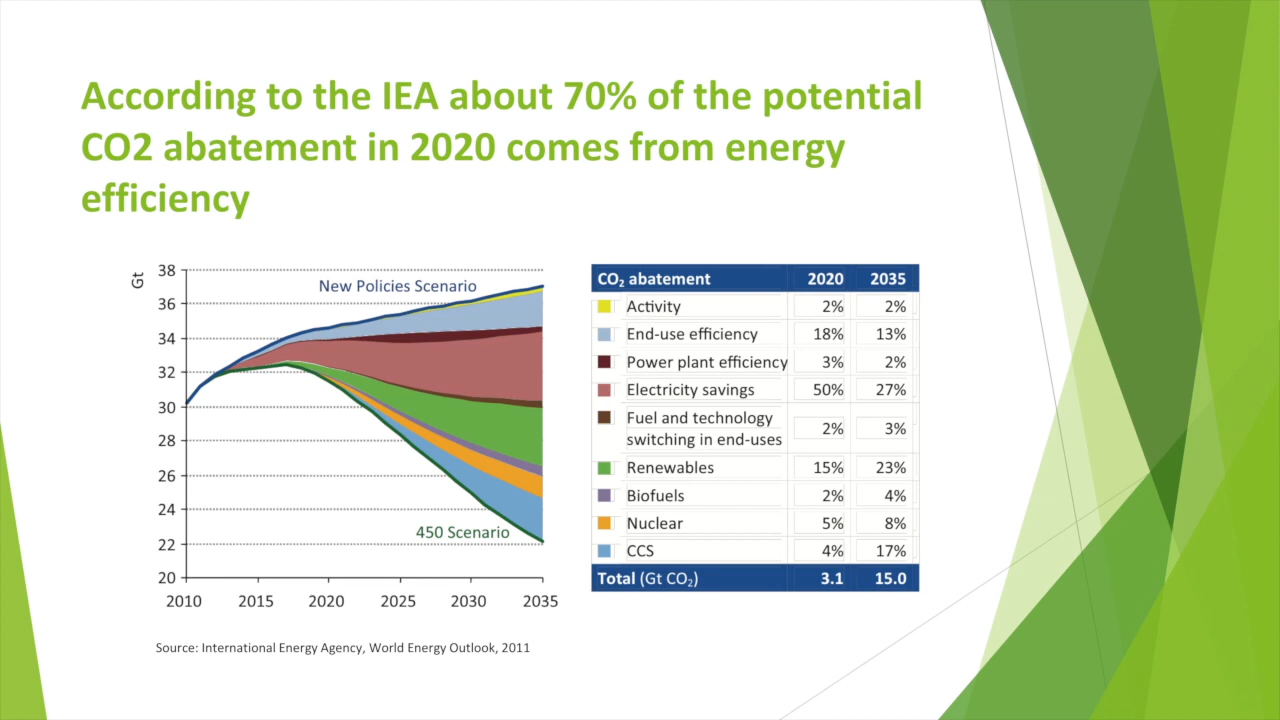 According to the IEA about 70% of the potential
CO2 abatement in 2020 comes from energy
efficiency
Gt
38
36
34
32
30
28
26
24
22
20
2010 2015 2020 2025 2030 2035
New Policies Scenario
450 Scenario
CO₂ abatement 2020 2035
Activity 2% 2%
End-use efficiency 18% 13%
Power plant efficiency 3% 2%
Electricity savings 50% 27%
Fuel and technology
switching in end-uses 2% 3%
Renewables 15% 23%
Biofuels 2% 4%
Nuclear 5% 8%
CCS 4% 17%
Total (Gt CO₂) 3.1 15.0
Source: International Energy Agency, World Energy Outlook, 2011